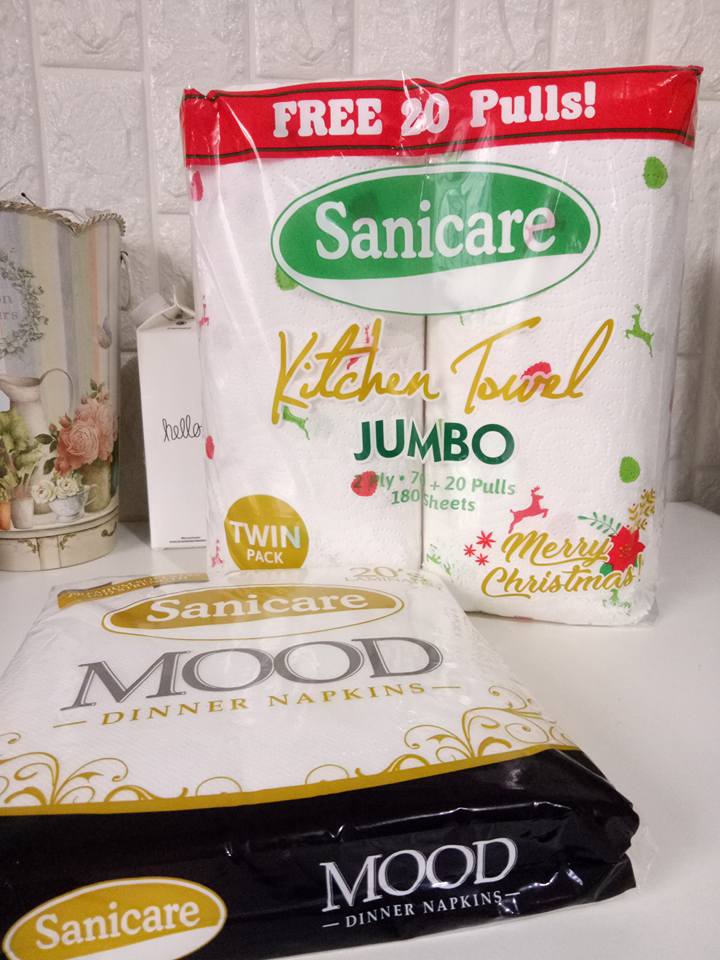 FREE 20 Pulls!
Sanicare
Kitchen Towel
JUMBO
2 Ply • 70 + 20 Pulls
180 Sheets
TWIN
PACK
Merry
Christmas
hello
Sanicare
MOOD
DINNER NAPKINS
MOOD
DINNER NAPKINS
Sanicare